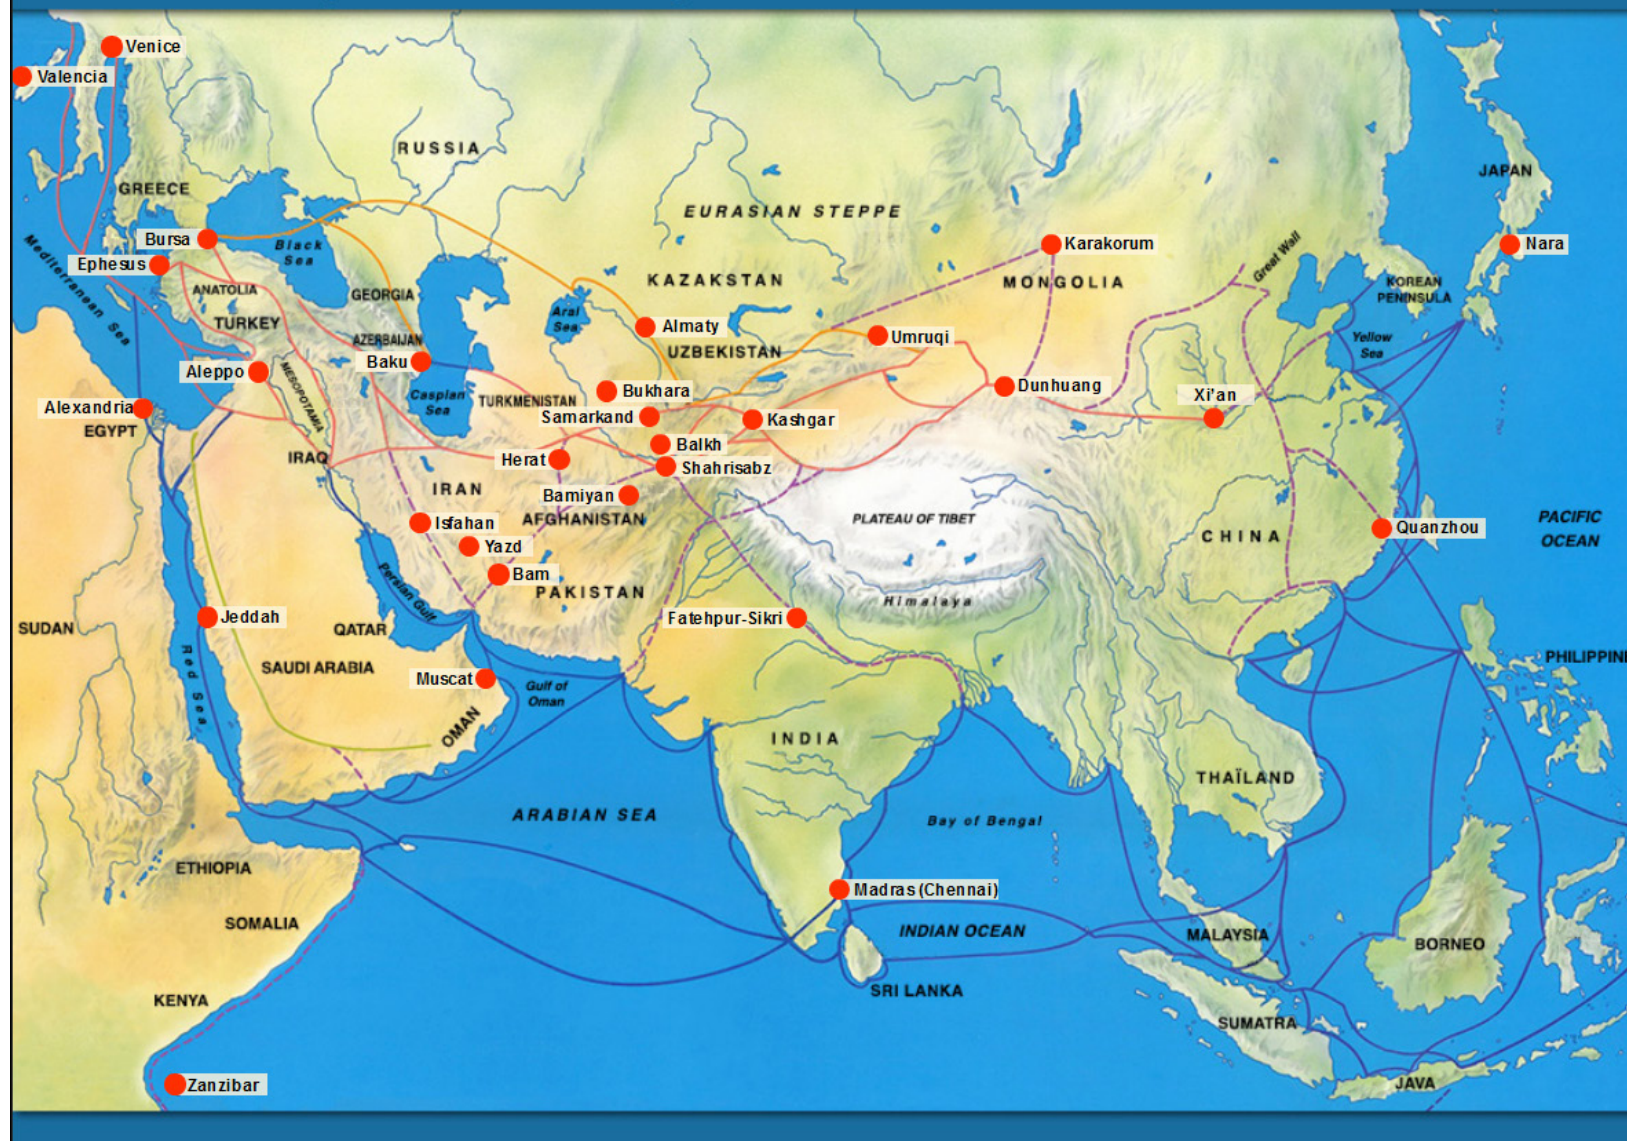 Venice
Valencia
RUSSIA
JAPAN
GREECE
EURASIAN STEPPE
Bursa
Black
Sea
Karakorum
Great Wall
Nara
Mediterranean Sea
Ephesus
ANATOLIA
GEORGIA
KAZAKSTAN
MONGOLIA
KOREAN
PENINSULA
TURKEY
Aral
Sea
Almaty
Umruqi
AZERBAIJAN
UZBEKISTAN
Yellow
Sea
Aleppo
MESOPOTAMIA
Baku
Bukhara
Dunhuang
Xi'an
Alexandria
EGYPT
Caspian
Sea
TURKMENISTAN
Samarkand
Kashgar
Balkh
IRAQ
Herat
Shahrisabz
IRAN
Bamiyan
AFGHANISTAN
Isfahan
PLATEAU OF TIBET
CHINA
Quanzhou
PACIFIC
OCEAN
Yazd
Bam
PAKISTAN
Persian Gulf
Himalaya
SUDAN
Jeddah
QATAR
Fatehpur-Sikri
Red Sea
SAUDI ARABIA
Muscat
Gulf of
Oman
PHILIPPINE
OMAN
INDIA
THAÏLAND
ARABIAN SEA
Bay of Bengal
ETHIOPIA
Madras (Chennai)
SOMALIA
INDIAN OCEAN
MALAYSIA
BORNEO
KENYA
SRI LANKA
SUMATRA
Zanzibar
JAVA